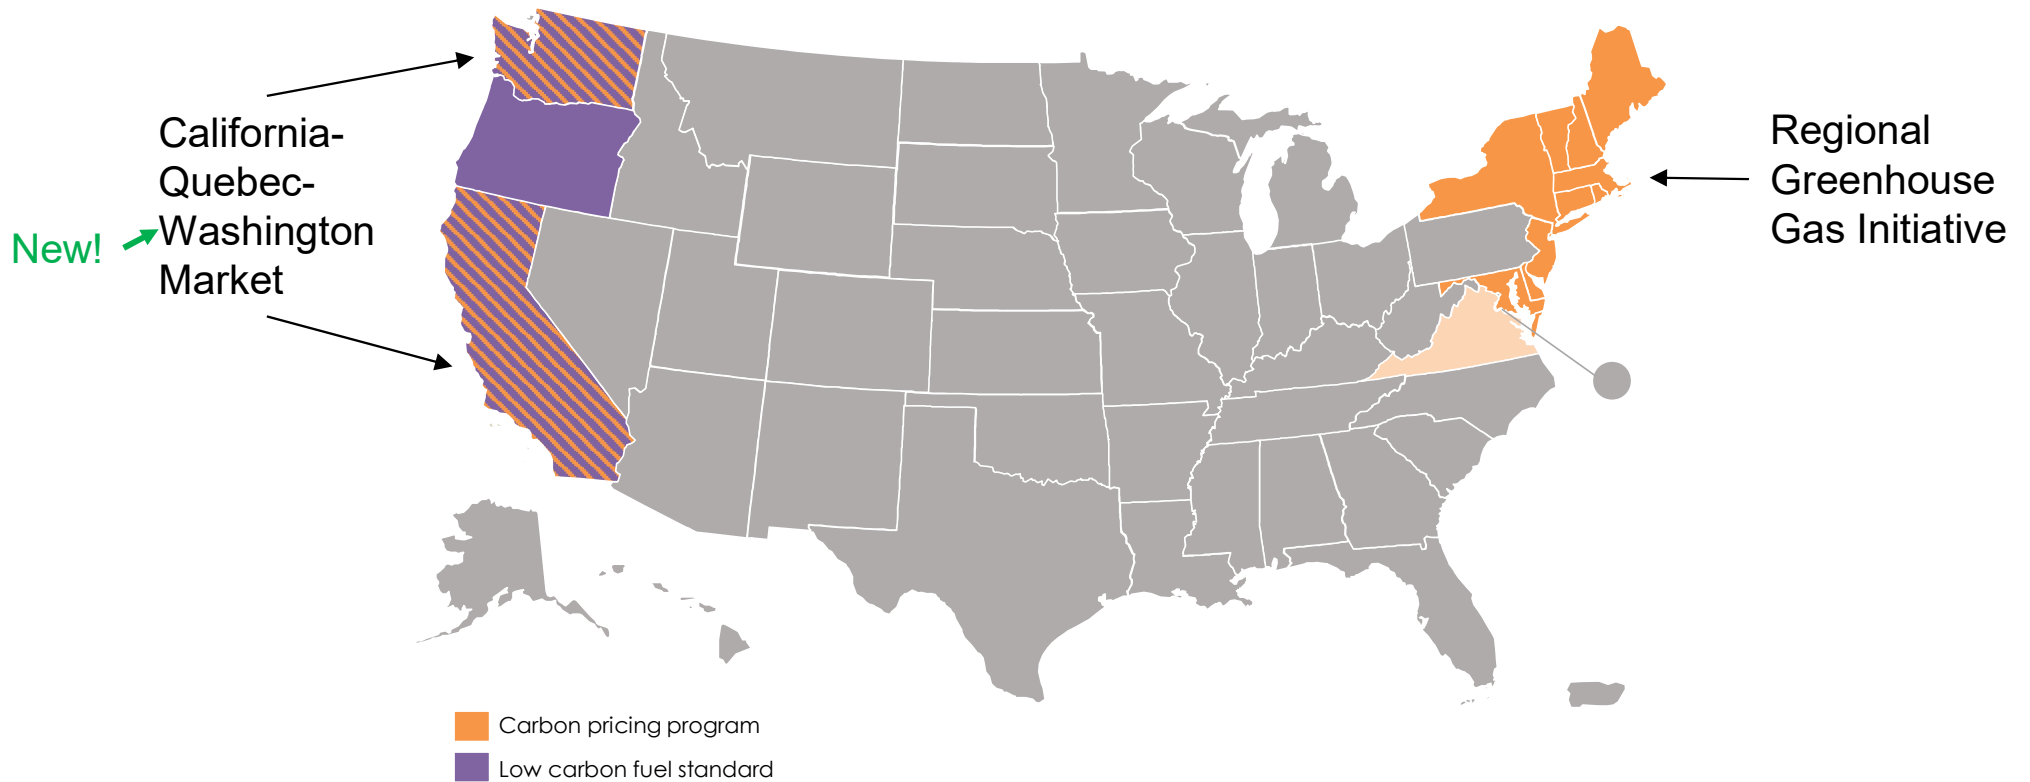 New!
California-
Quebec-
Washington
Market
Regional
Greenhouse
Gas Initiative
Carbon pricing program
Low carbon fuel standard